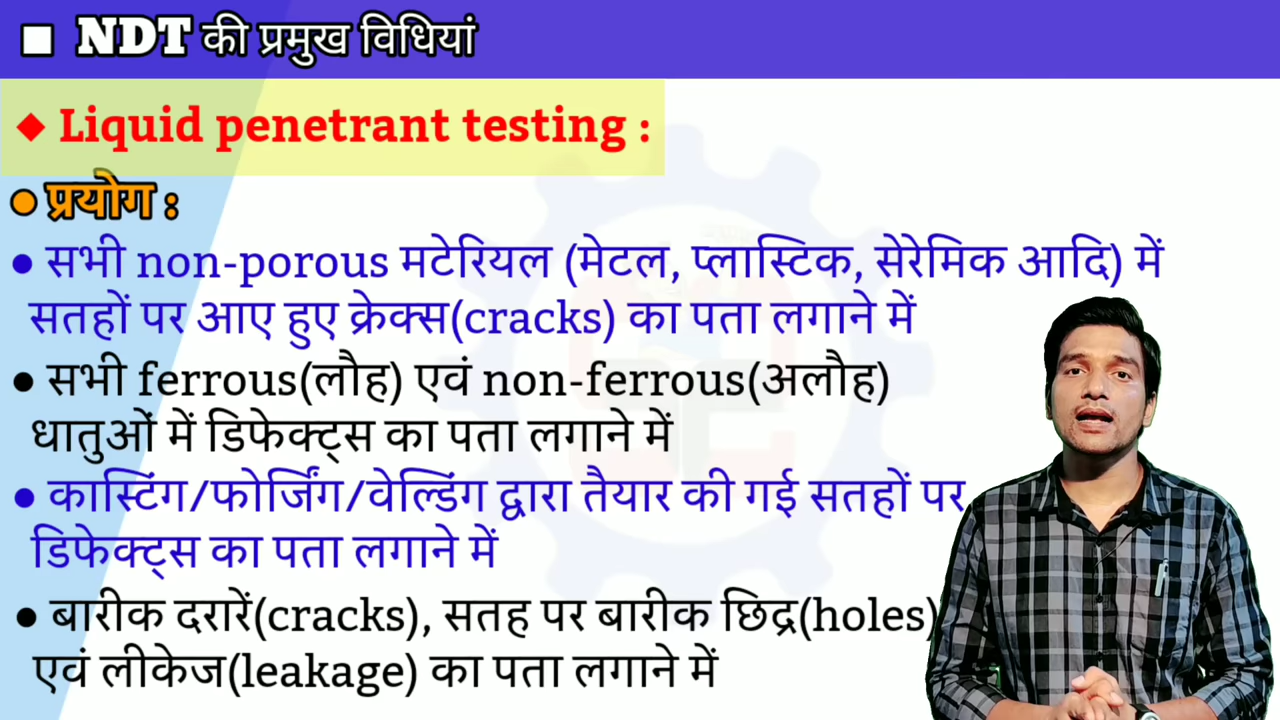 ■ NDT की प्रमुख विधियां
◆ Liquid penetrant testing :
● प्रयोग :
● सभी non-porous मटेरियल (मेटल, प्लास्टिक, सेरेमिक आदि) में
सतहों पर आए हुए क्रेक्स(cracks) का पता लगाने में
● सभी ferrous(लौह) एवं non-ferrous(अलौह)
धातुओं में डिफेक्ट्स का पता लगाने में
● कास्टिंग/फोर्जिंग/वेल्डिंग द्वारा तैयार की गई सतहों पर
डिफेक्ट्स का पता लगाने में
● बारीक दरारें(cracks), सतह पर बारीक छिद्र(holes)
एवं लीकेज(leakage) का पता लगाने में